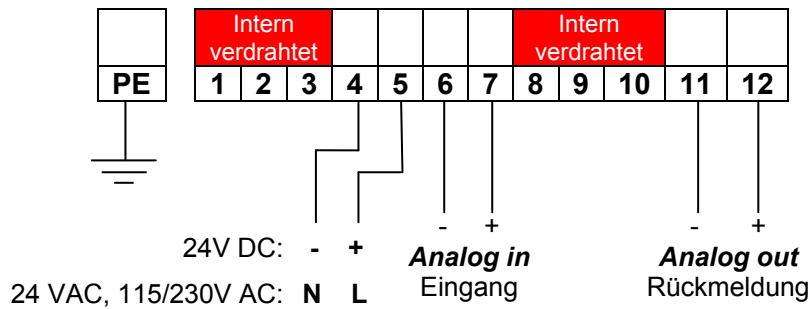 Intern Intern
verdrahtet verdrahtet
PE 1 2 3 4 5 6 7 8 9 10 11 12
- + - +
24V DC: - + Analog in Analog out
24 VAC, 115/230V AC: N L Eingang Rückmeldung